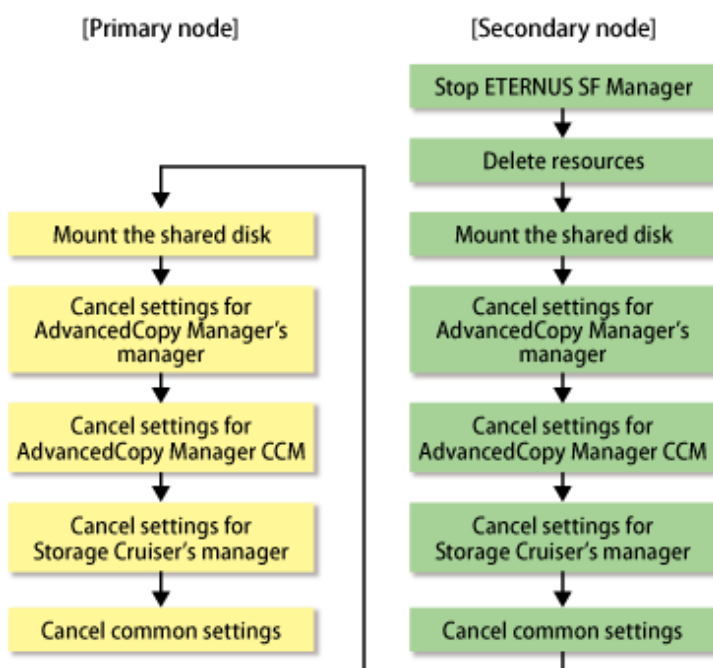 [Primary node]
[Secondary node]
Stop ETERNUS SF Manager
Delete resources
Mount the shared disk
Cancel settings for
AdvancedCopy Manager's
manager
Cancel settings for
AdvancedCopy Manager CCM
Cancel settings for
Storage Cruiser's manager
Cancel common settings
Mount the shared disk
Cancel settings for
AdvancedCopy Manager's
manager
Cancel settings for
AdvancedCopy Manager CCM
Cancel settings for
Storage Cruiser's manager
Cancel common settings